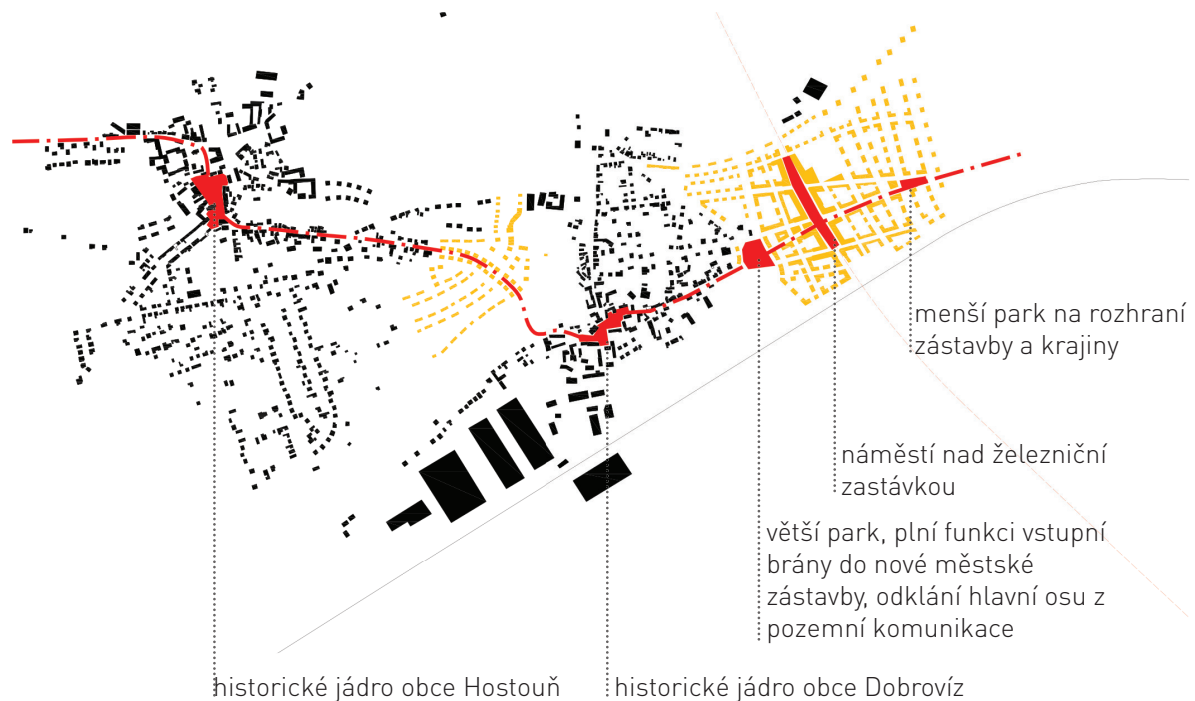 menší park na rozhraní
zástavby a krajiny
náměstí nad železniční
zastávkou
větší park, plní funkci vstupní
brány do nové městské
zástavby, odklání hlavní osu z
pozemní komunikace
historické jádro obce Hostouň
historické jádro obce Dobrovíz